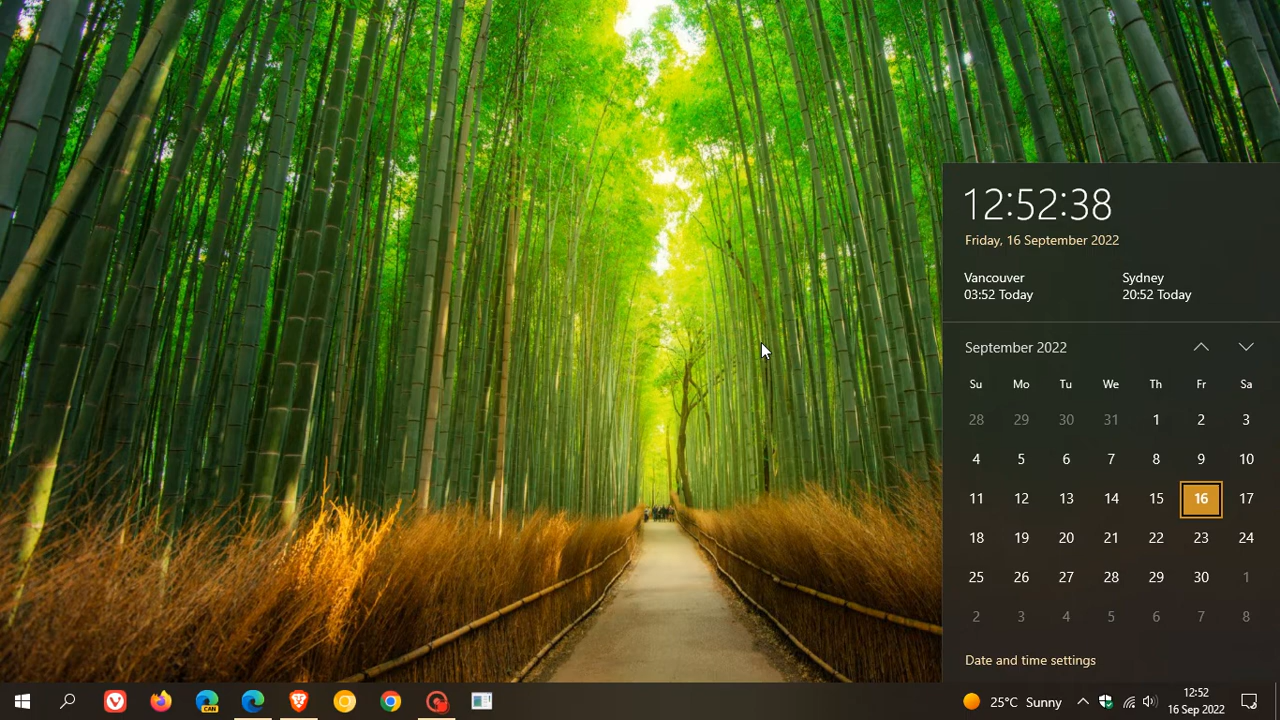 12:52:38
Friday, 16 September 2022
Vancouver Sydney
03:52 Today 20:52 Today
September 2022
Su Mo Tu We Th Fr Sa
28 29 30 31 1 2 3
4 5 6 7 8 9 10
11 12 13 14 15 16 17
18 19 20 21 22 23 24
25 26 27 28 29 30 1
2 3 4 5 6 7 8
Date and time settings
CAN
25°C Sunny
12:52
16 Sep 2022